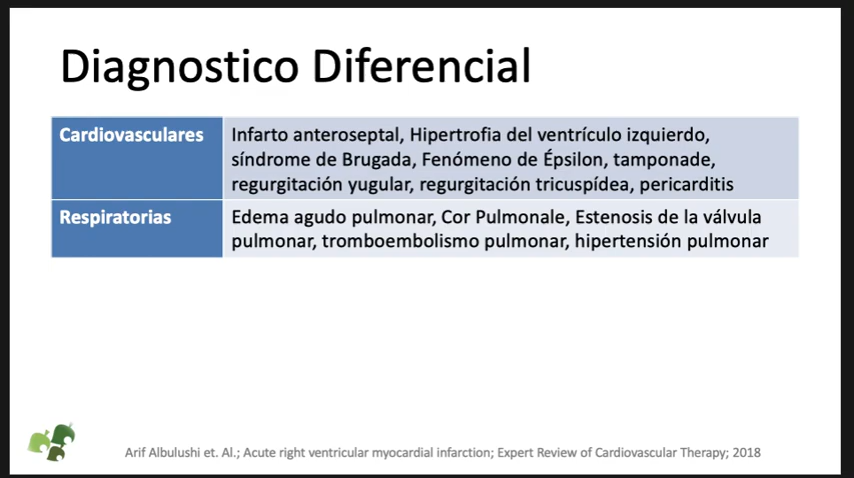 Diagnostico Diferencial
Cardiovasculares
Infarto anteroseptal, Hipertrofia del ventrículo izquierdo,
síndrome de Brugada, Fenómeno de Épsilon, tamponade,
regurgitación yugular, regurgitación tricuspídea, pericarditis
Respiratorias
Edema agudo pulmonar, Cor Pulmonale, Estenosis de la válvula
pulmonar, tromboembolismo pulmonar, hipertensión pulmonar
Arif Albulushi et. Al.; Acute right ventricular myocardial infarction; Expert Review of Cardiovascular Therapy; 2018